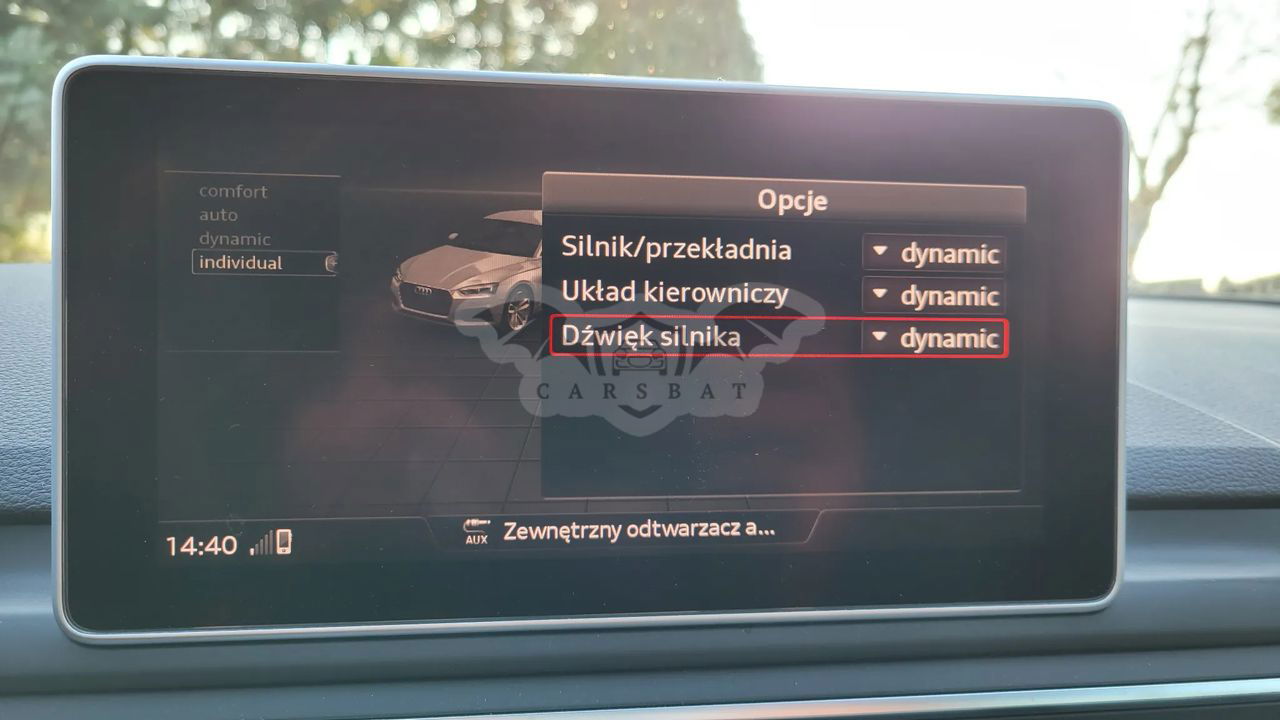 comfort
auto
dynamic
individual
Opcje
Silnik/przekładnia dynamic
Układ kierowniczy dynamic
Dźwięk silnika dynamic
CARSBAT
14:40
AUX Zewnętrzny odtwarzacz a...